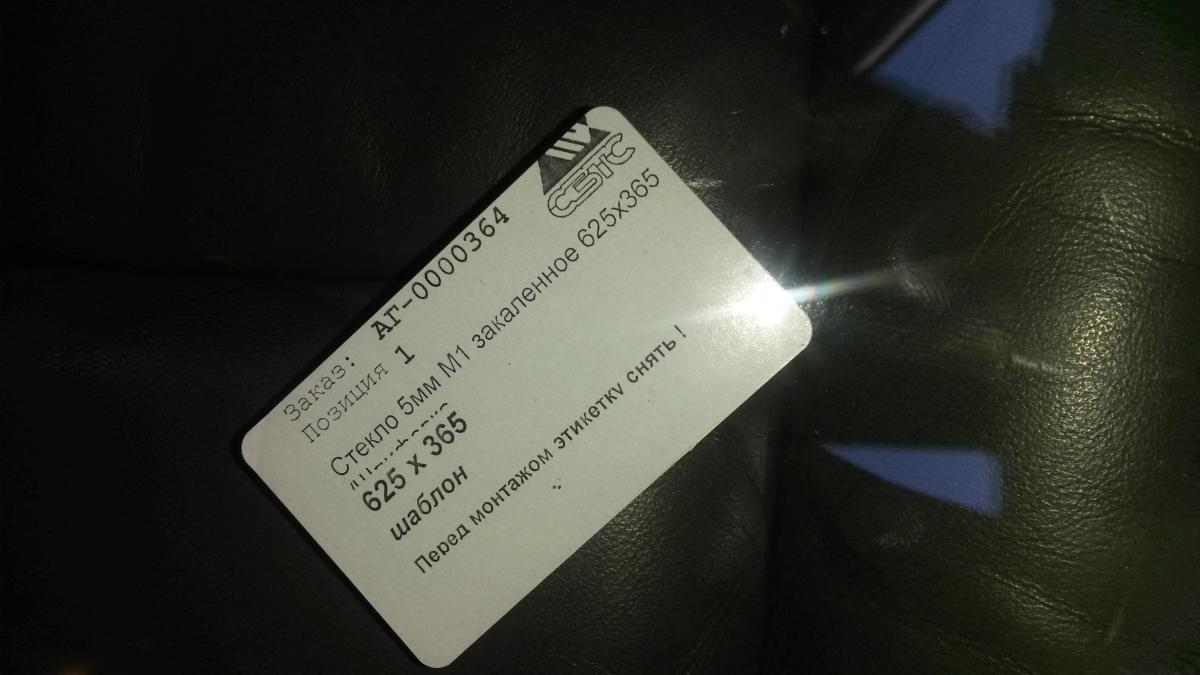 СБТС
Заказ: АГ-0000364
Позиция 1
Стекло 5мм М1 закаленное 625х365
625 х 365
шаблон
Перед монтажом этикетку снять !